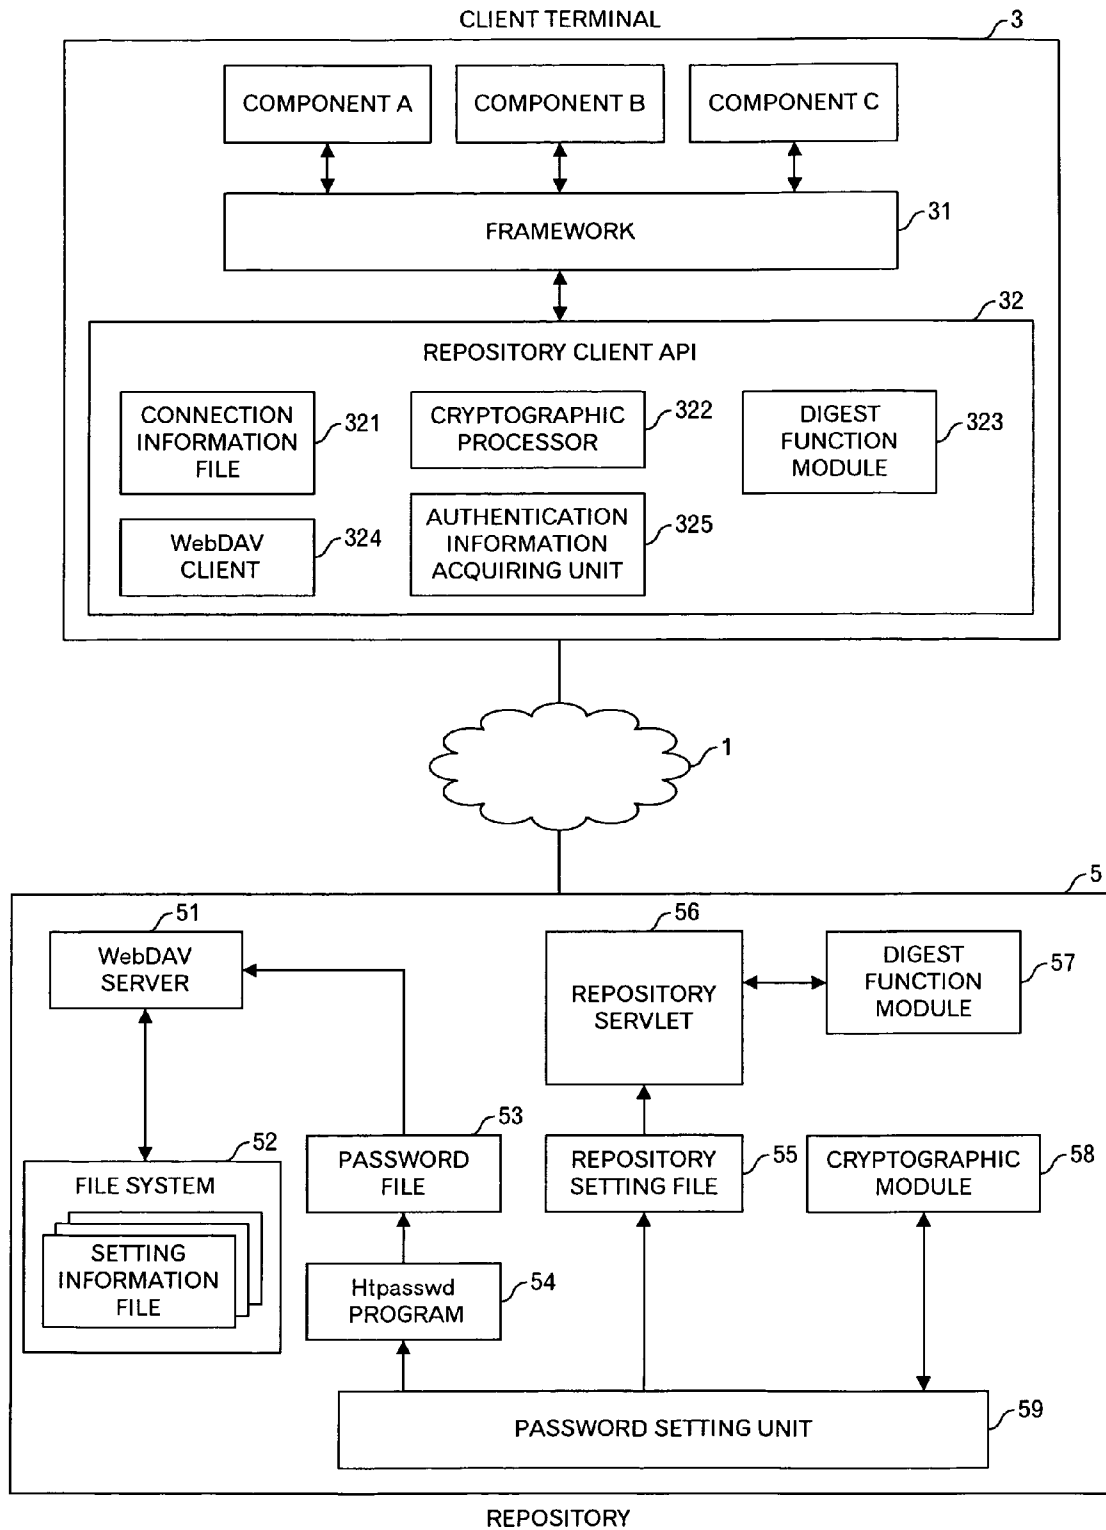 CLIENT TERMINAL
3
COMPONENT A
COMPONENT B
COMPONENT C
FRAMEWORK
31
32
REPOSITORY CLIENT API
CONNECTION
INFORMATION
FILE
321
CRYPTOGRAPHIC
PROCESSOR
322
DIGEST
FUNCTION
MODULE
323
WebDAV
CLIENT
324
AUTHENTICATION
INFORMATION
ACQUIRING UNIT
325
1
5
51
WebDAV
SERVER
56
REPOSITORY
SERVLET
DIGEST
FUNCTION
MODULE
57
52
FILE SYSTEM
SETTING
INFORMATION
FILE
53
PASSWORD
FILE
REPOSITORY
SETTING FILE
55
CRYPTOGRAPHIC
MODULE
58
Htpasswd
PROGRAM
54
PASSWORD SETTING UNIT
59
REPOSITORY